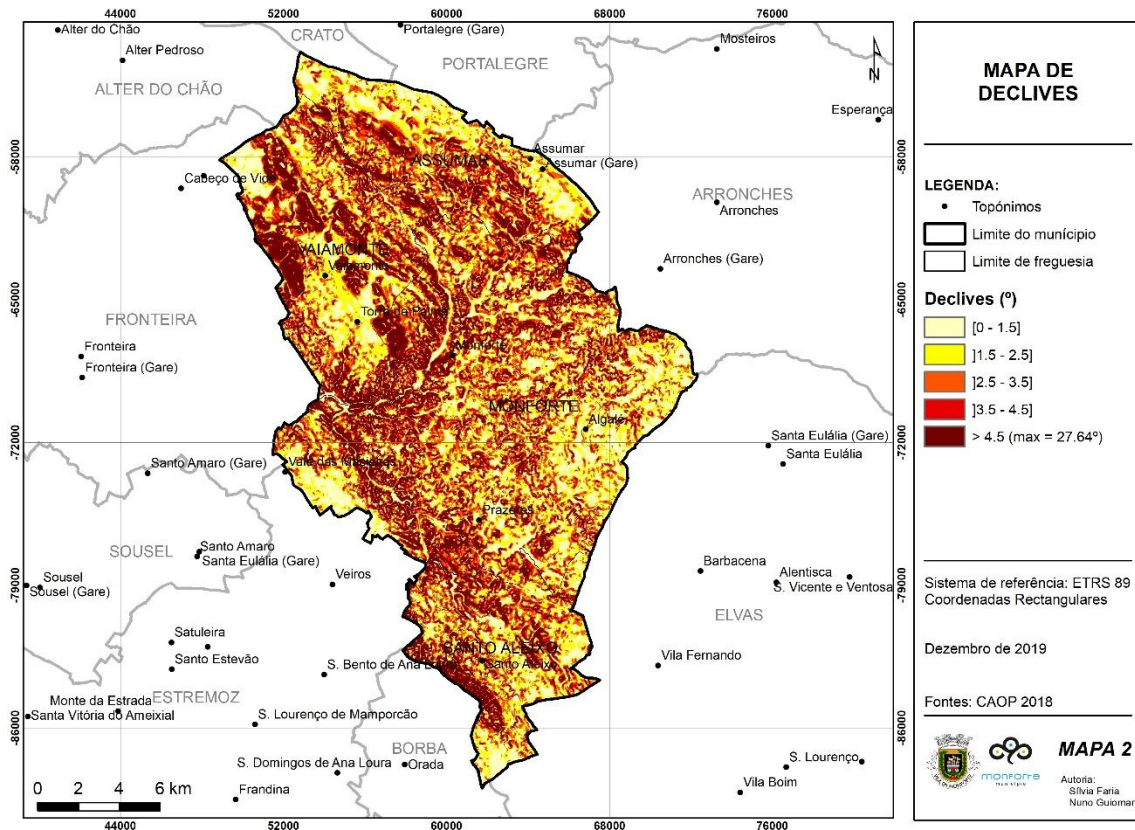 44000
52000
60000
68000
76000
Alter do Chão
Portalegre (Gare)
CRATO
Mosteiros
Alter Pedroso
PORTALEGRE
ALTER DO CHÃO
Esperança
-58000
-58000
ASSUMAR
Assumar
Assumar (Gare)
Cabeço de Vide
ARRONCHES
Arronches
VAIAMONTE
Vaiamonte
Arronches (Gare)
-65000
-65000
FRONTEIRA
Torre de Palma
Fronteira
Monforte
Fronteira (Gare)
MONFORTE
Algalé
-72000
-72000
Santa Eulália (Gare)
Santa Eulália
Santo Amaro (Gare)
Prazeres
SOUSEL
Santo Amaro
Santa Eulália (Gare)
Sousel
Sousel (Gare)
Veiros
Barbacena
Alentisca
S. Vicente e Ventosa
-79000
-79000
ELVAS
Satuleira
Santo Estevão
SANTO ALEIXO
Santo Aleixo
S. Bento de Ana Loura
Vila Fernando
ESTREMOZ
Monte da Estrada
Santa Vitória do Ameixial
S. Lourenço de Mamporcão
-86000
-86000
BORBA
Orada
S. Domingos de Ana Loura
S. Lourenço
Vila Boim
Frandina
0 2 4 6 km
44000
52000
60000
68000
76000
N
MAPA DE
DECLIVES
LEGENDA:
Topónimos
Limite do município
Limite de freguesia
Declives (º)
[0 - 1.5]
]1.5 - 2.5]
]2.5 - 3.5]
]3.5 - 4.5]
> 4.5 (max = 27.64º)
Sistema de referência: ETRS 89
Coordenadas Rectangulares
Dezembro de 2019
Fontes: CAOP 2018
monforte
município
MAPA 2
Autoria:
Sílvia Faria
Nuno Guiomar